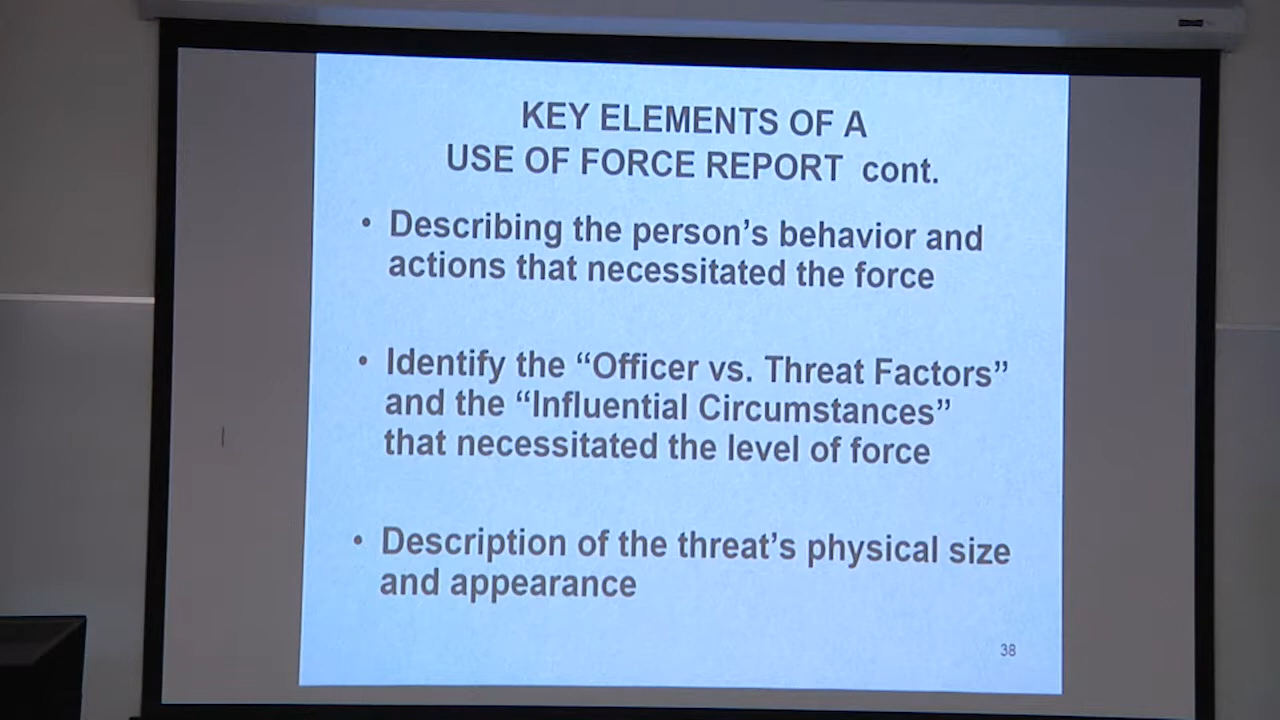 KEY ELEMENTS OF A
USE OF FORCE REPORT cont.
• Describing the person's behavior and
actions that necessitated the force
• Identify the “Officer vs. Threat Factors”
and the “Influential Circumstances”
that necessitated the level of force
• Description of the threat's physical size
and appearance
38